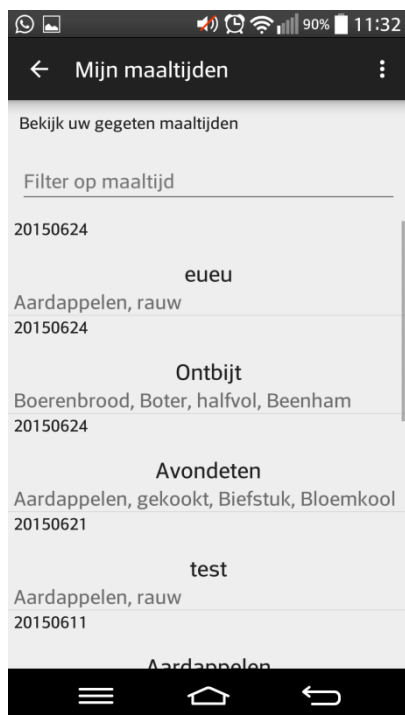 90% 11:32
Mijn maaltijden
Bekijk uw gegeten maaltijden
Filter op maaltijd
20150624
eueu
Aardappelen, rauw
20150624
Ontbijt
Boerenbrood, Boter, halfvol, Beenham
20150624
Avondeten
Aardappelen, gekookt, Biefstuk, Bloemkool
20150621
test
Aardappelen, rauw
20150611
Aardappelen